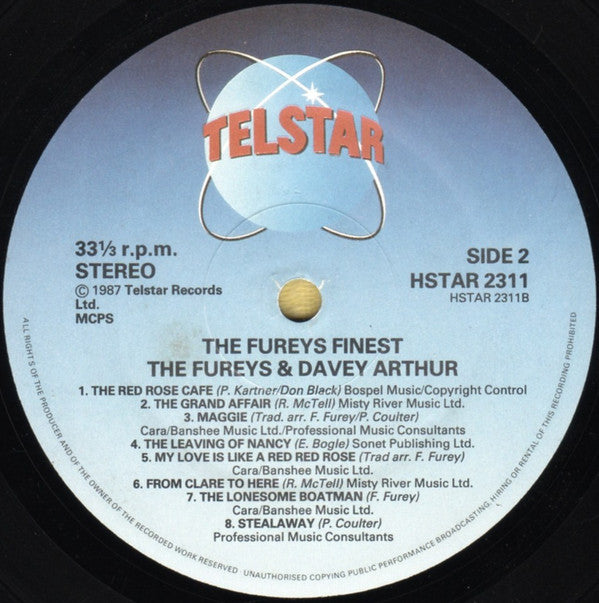 TELSTAR
33⅓ r.p.m.
STEREO
© 1987 Telstar Records
Ltd.
MCPS
SIDE 2
HSTAR 2311
HSTAR 2311B
THE FUREYS FINEST
THE FUREYS & DAVEY ARTHUR
1. THE RED ROSE CAFE (P. Kartner/Don Black) Bospel Music/Copyright Control
2. THE GRAND AFFAIR (R. McTell) Misty River Music Ltd.
3. MAGGIE (Trad. arr. F. Furey/P. Coulter)
Cara/Banshee Music Ltd./Professional Music Consultants
4. THE LEAVING OF NANCY (E. Bogle) Sonet Publishing Ltd.
5. MY LOVE IS LIKE A RED RED ROSE (Trad arr. F. Furey)
Cara/Banshee Music Ltd.
6. FROM CLARE TO HERE (R. McTell) Misty River Music Ltd.
7. THE LONESOME BOATMAN (F. Furey)
Cara/Banshee Music Ltd.
8. STEALAWAY (P. Coulter)
Professional Music Consultants
ALL RIGHTS OF THE PRODUCER AND OF THE OWNER OF THE RECORDED WORK RESERVED · UNAUTHORISED COPYING PUBLIC PERFORMANCE BROADCASTING, HIRING OR RENTAL OF THIS RECORDING PROHIBITED